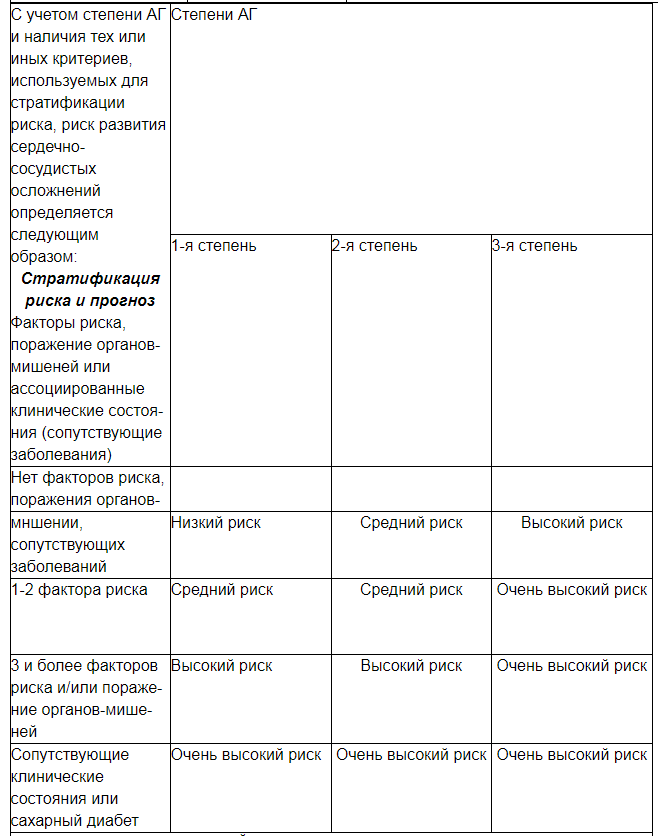 С учетом степени АГ
и наличия тех или
иных критериев,
используемых для
стратификации
риска, риск развития
сердечно-
сосудистых
осложнений
определяется
следующим
образом:
Стратификация
риска и прогноз
Факторы риска,
поражение органов-
мишеней или
ассоциированные
клинические состоя-
ния (сопутствующие
заболевания)
Степени АГ
1-я степень
2-я степень
3-я степень
Нет факторов риска,
поражения органов-
мншении,
сопутствующих
заболеваний
Низкий риск
Средний риск
Высокий риск
1-2 фактора риска
Средний риск
Средний риск
Очень высокий риск
3 и более факторов
риска и/или пораже-
ние органов-мише-
ней
Высокий риск
Высокий риск
Очень высокий риск
Сопутствующие
клинические
состояния или
сахарный диабет
Очень высокий риск
Очень высокий риск
Очень высокий риск